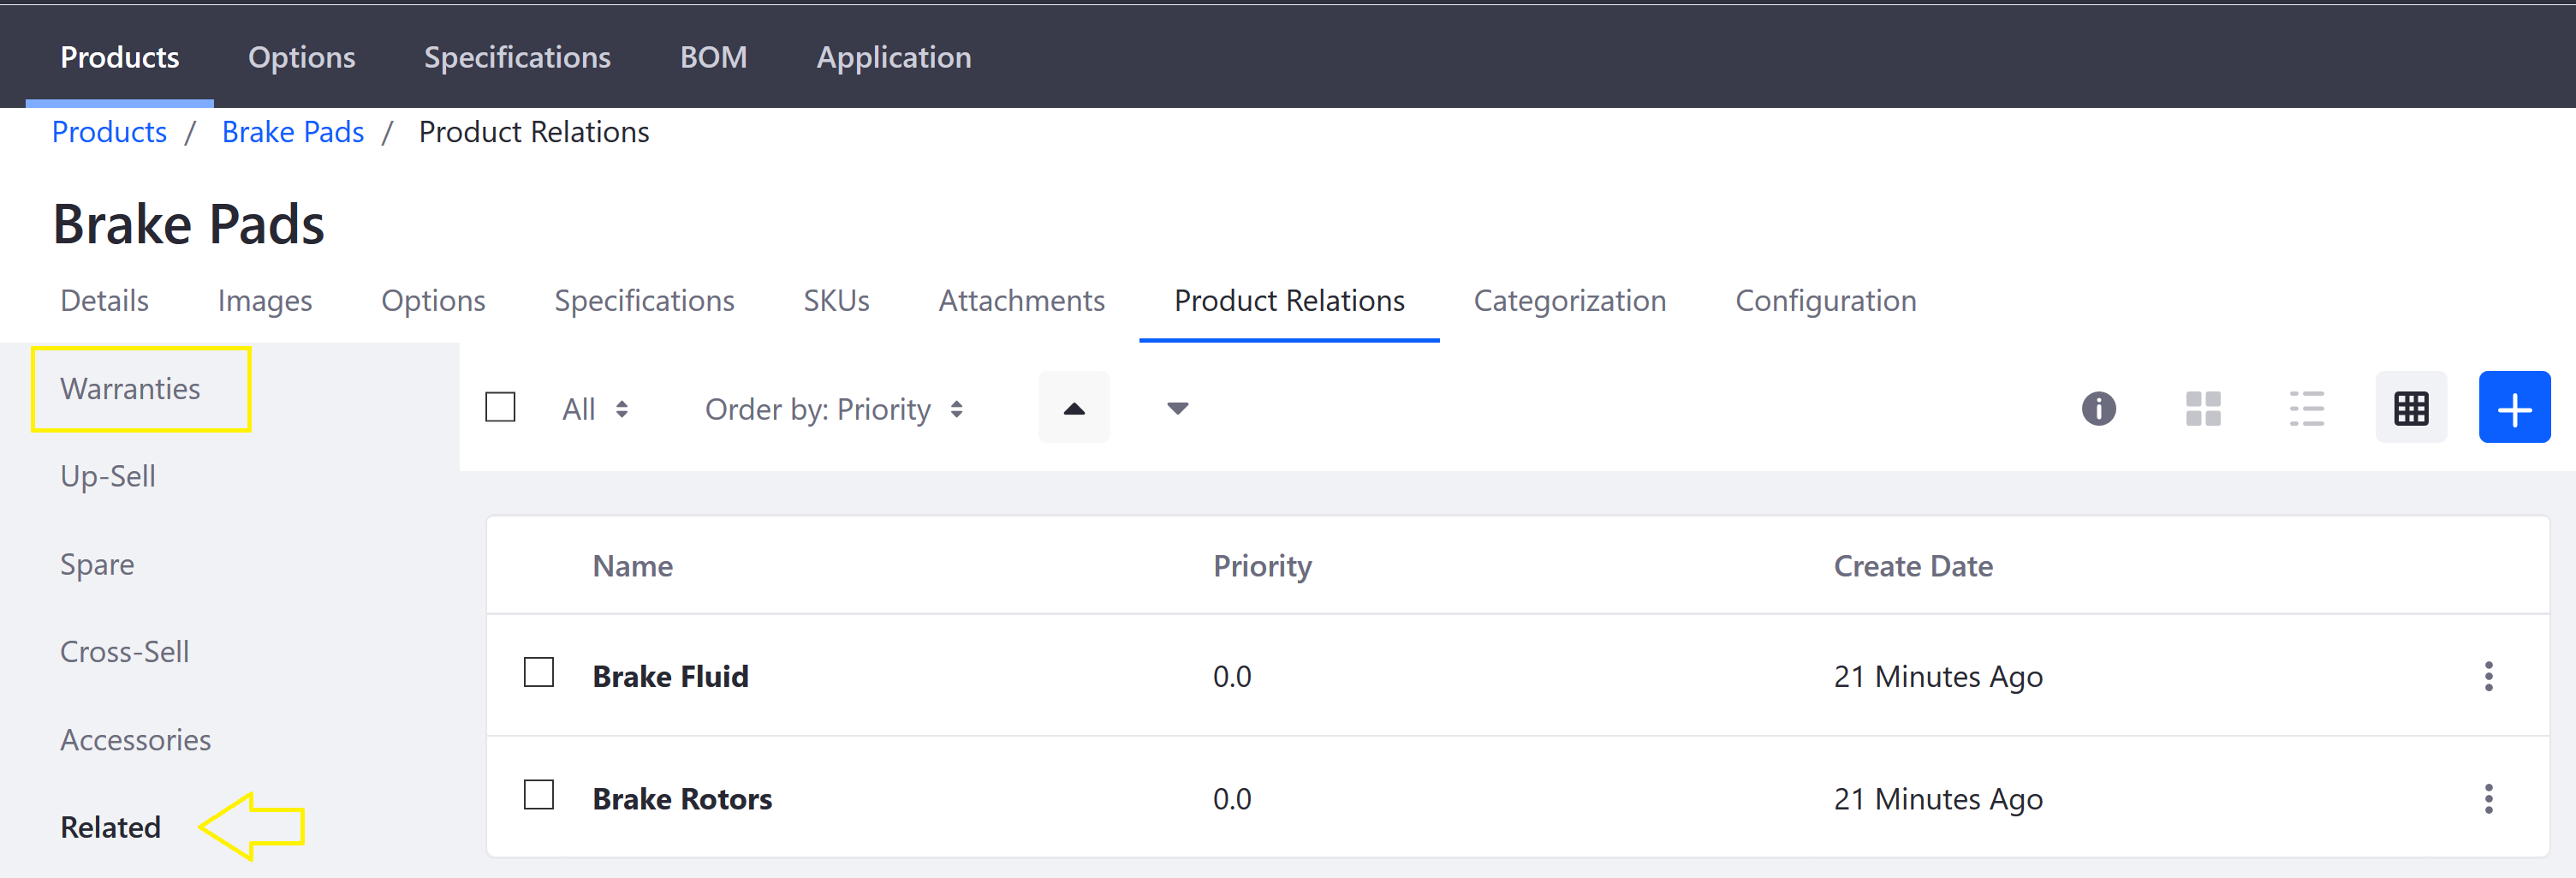 Products Options Specifications BOM Application
Products / Brake Pads / Product Relations
Brake Pads
Details Images Options Specifications SKUs Attachments Product Relations Categorization Configuration
Warranties
Up-Sell
Spare
Cross-Sell
Accessories
Related
All Order by: Priority
Name Priority Create Date
Brake Fluid 0.0 21 Minutes Ago
Brake Rotors 0.0 21 Minutes Ago